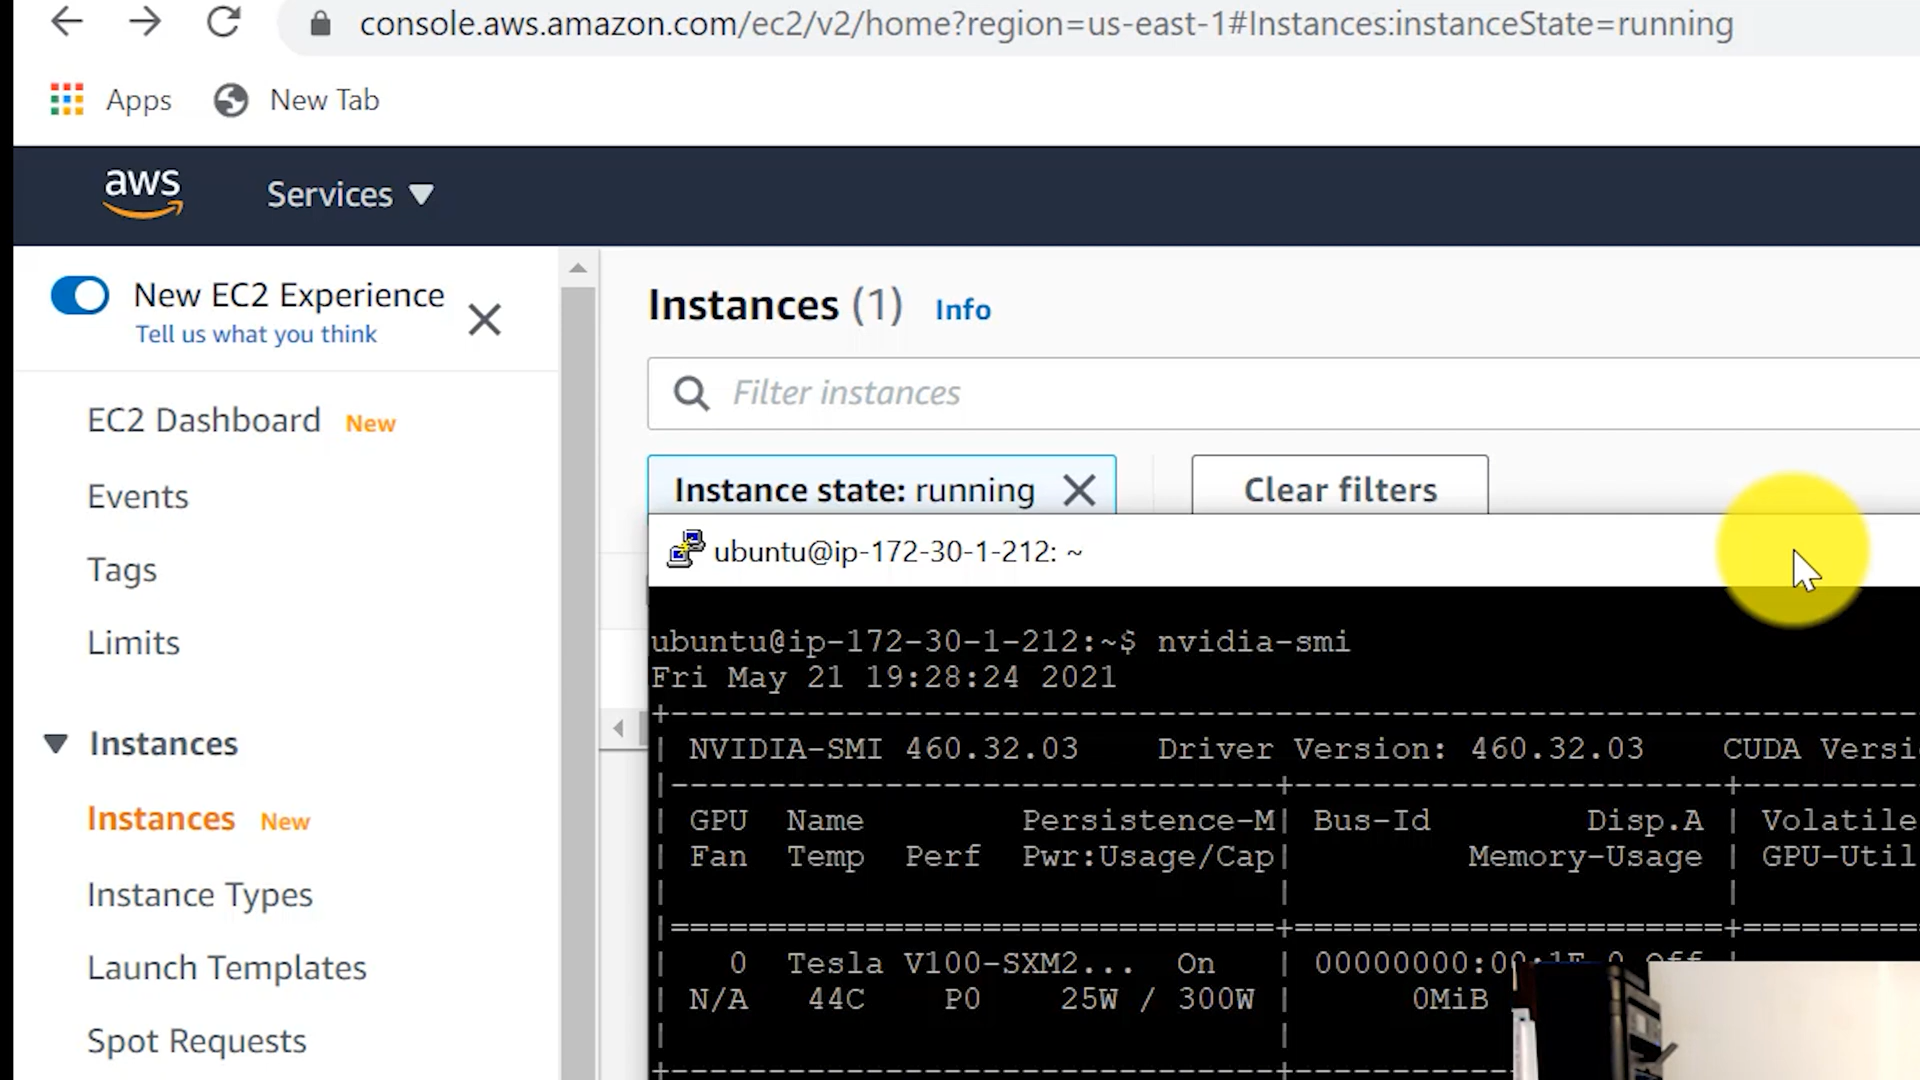 console.aws.amazon.com/ec2/v2/home?region=us-east-1#Instances:instanceState=running
Apps New Tab
aws Services
New EC2 Experience
Tell us what you think
EC2 Dashboard New
Events
Tags
Limits
Instances
Instances New
Instance Types
Launch Templates
Spot Requests
Instances (1) Info
Filter instances
Instance state: running Clear filters
ubuntu@ip-172-30-1-212: ~
ubuntu@ip-172-30-1-212:~$ nvidia-smi
Fri May 21 19:28:24 2021
NVIDIA-SMI 460.32.03 Driver Version: 460.32.03 CUDA
GPU Name Persistence-M| Bus-Id Disp.A | Volatile
Fan Temp Perf Pwr:Usage/Cap| Memory-Usage | GPU-Util
0 Tesla V100-SXM2... On | 00000000:00:1E.0 Off |
N/A 44C P0 25W / 300W | 0MiB